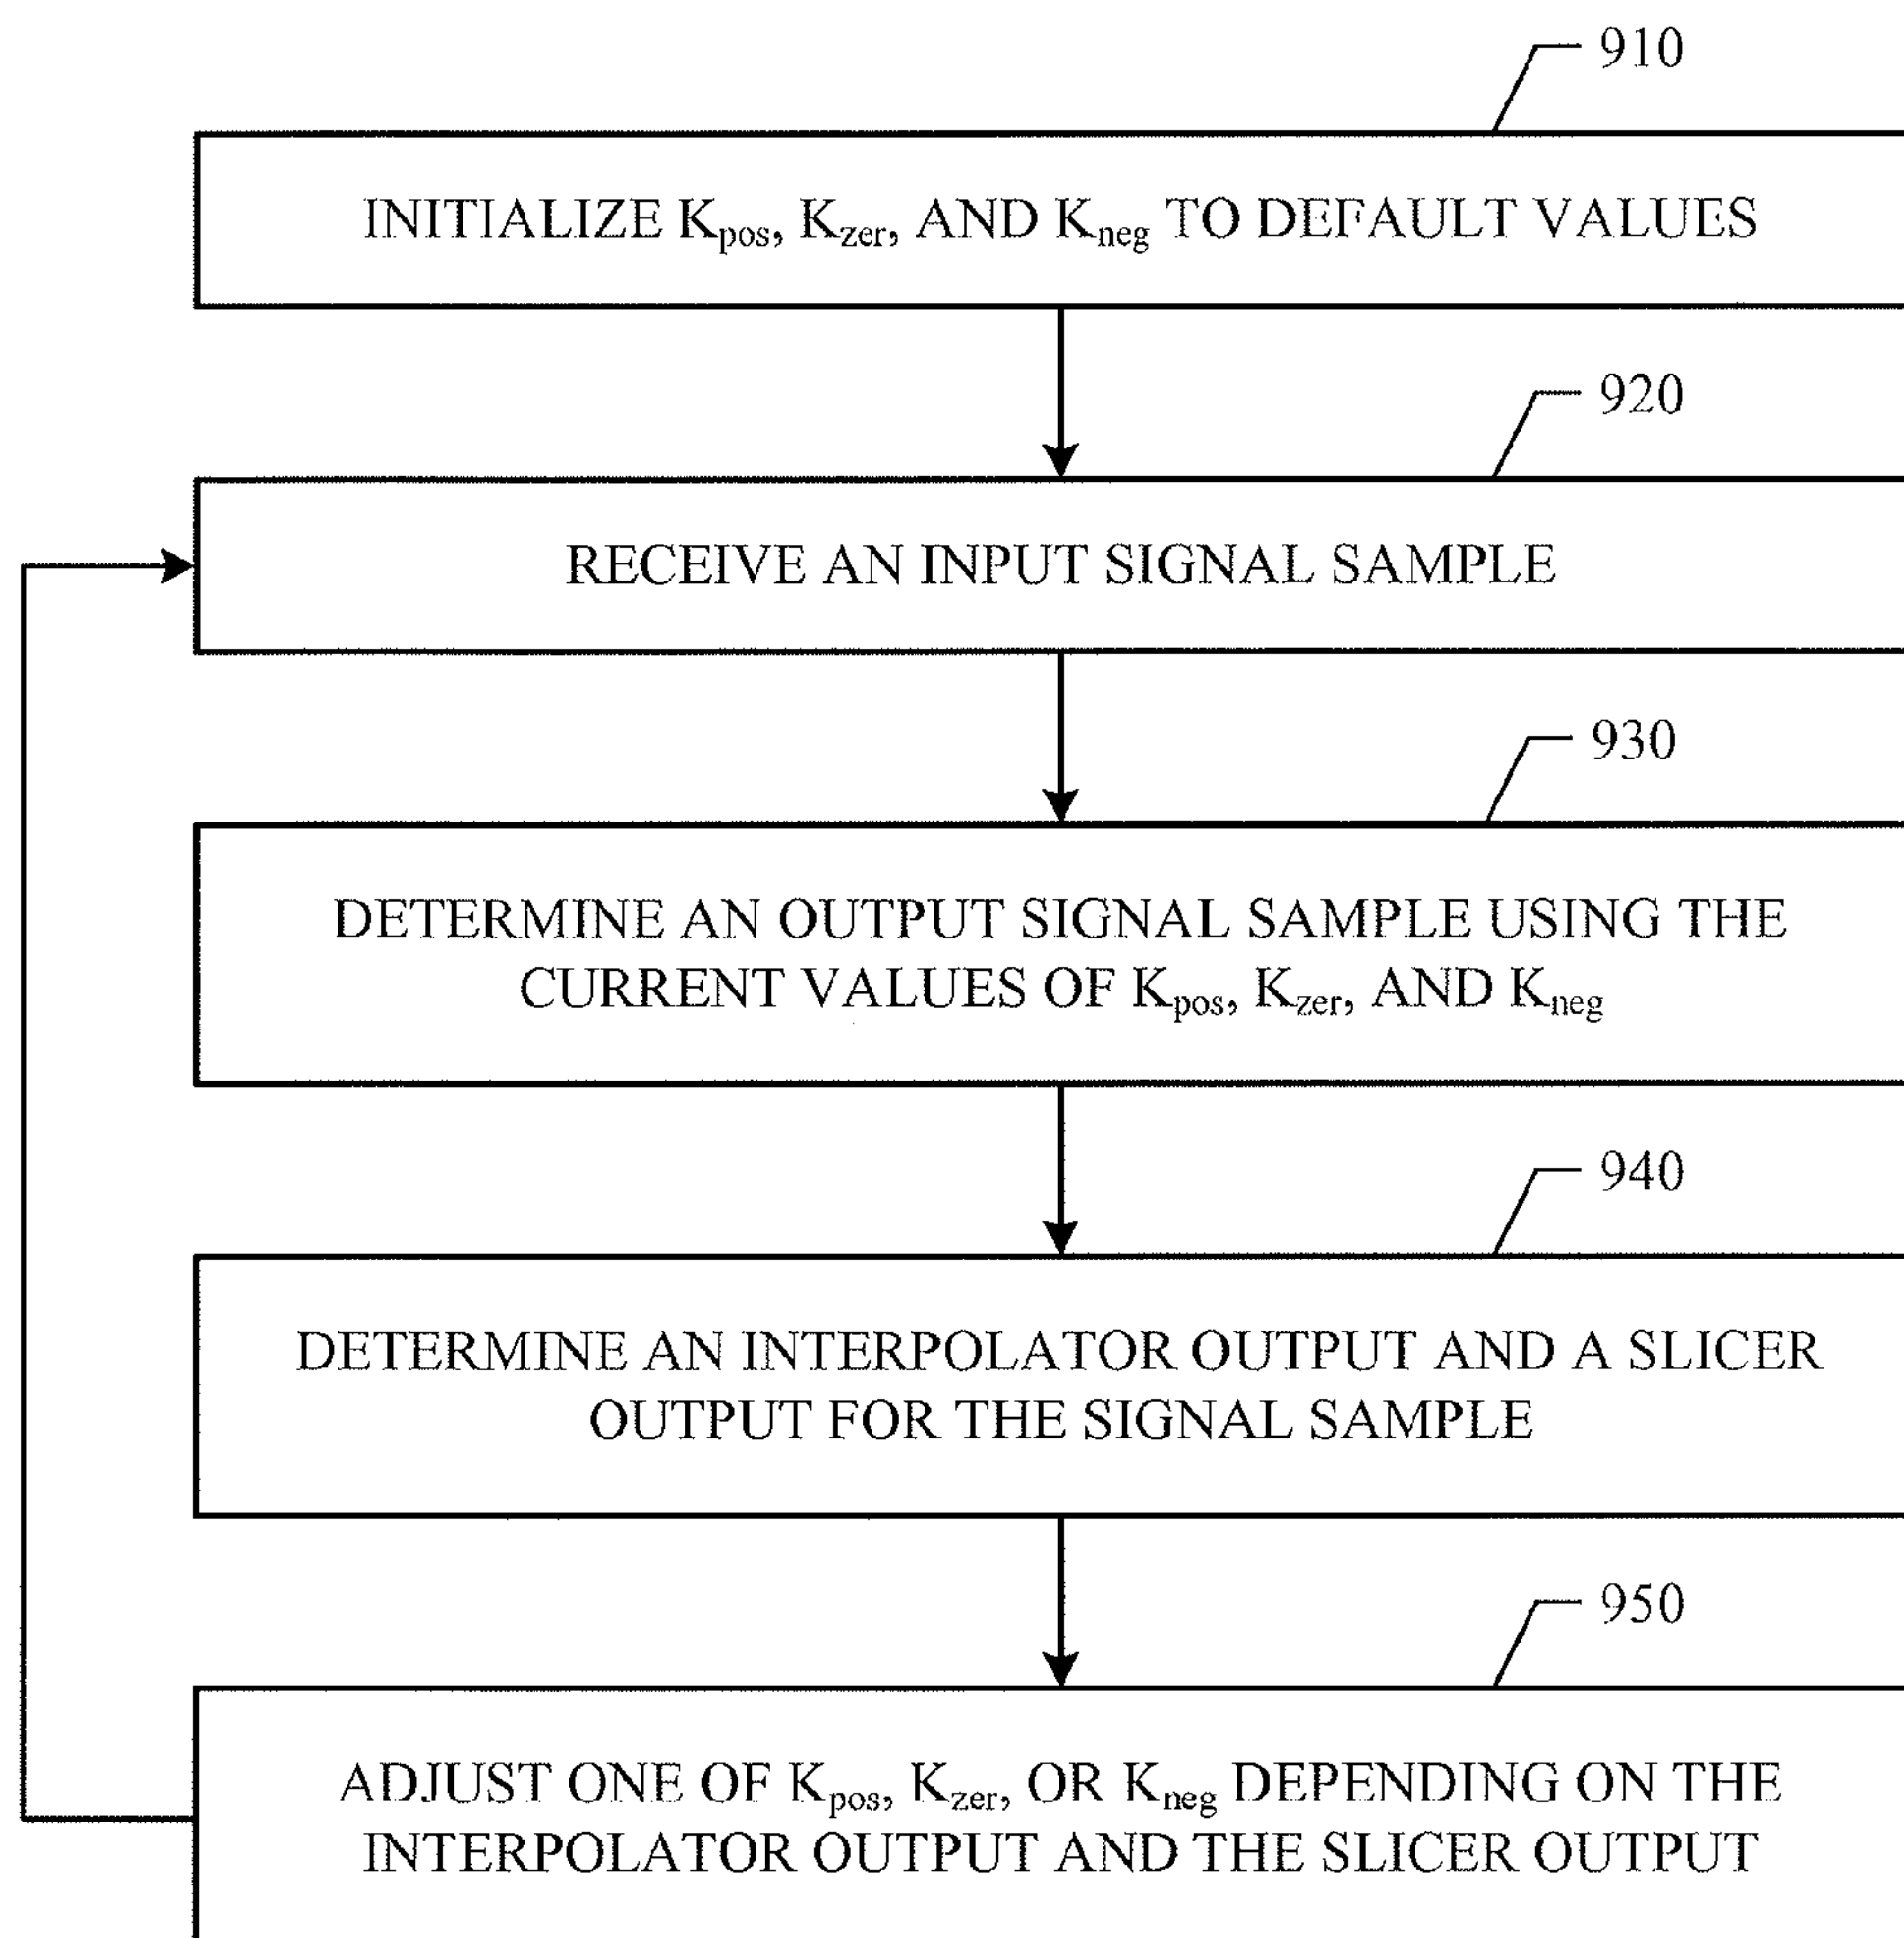 910
INITIALIZE Kpos, Kzer, AND Kneg TO DEFAULT VALUES
920
RECEIVE AN INPUT SIGNAL SAMPLE
930
DETERMINE AN OUTPUT SIGNAL SAMPLE USING THE
CURRENT VALUES OF Kpos, Kzer, AND Kneg
940
DETERMINE AN INTERPOLATOR OUTPUT AND A SLICER
OUTPUT FOR THE SIGNAL SAMPLE
950
ADJUST ONE OF Kpos, Kzer, OR Kneg DEPENDING ON THE
INTERPOLATOR OUTPUT AND THE SLICER OUTPUT